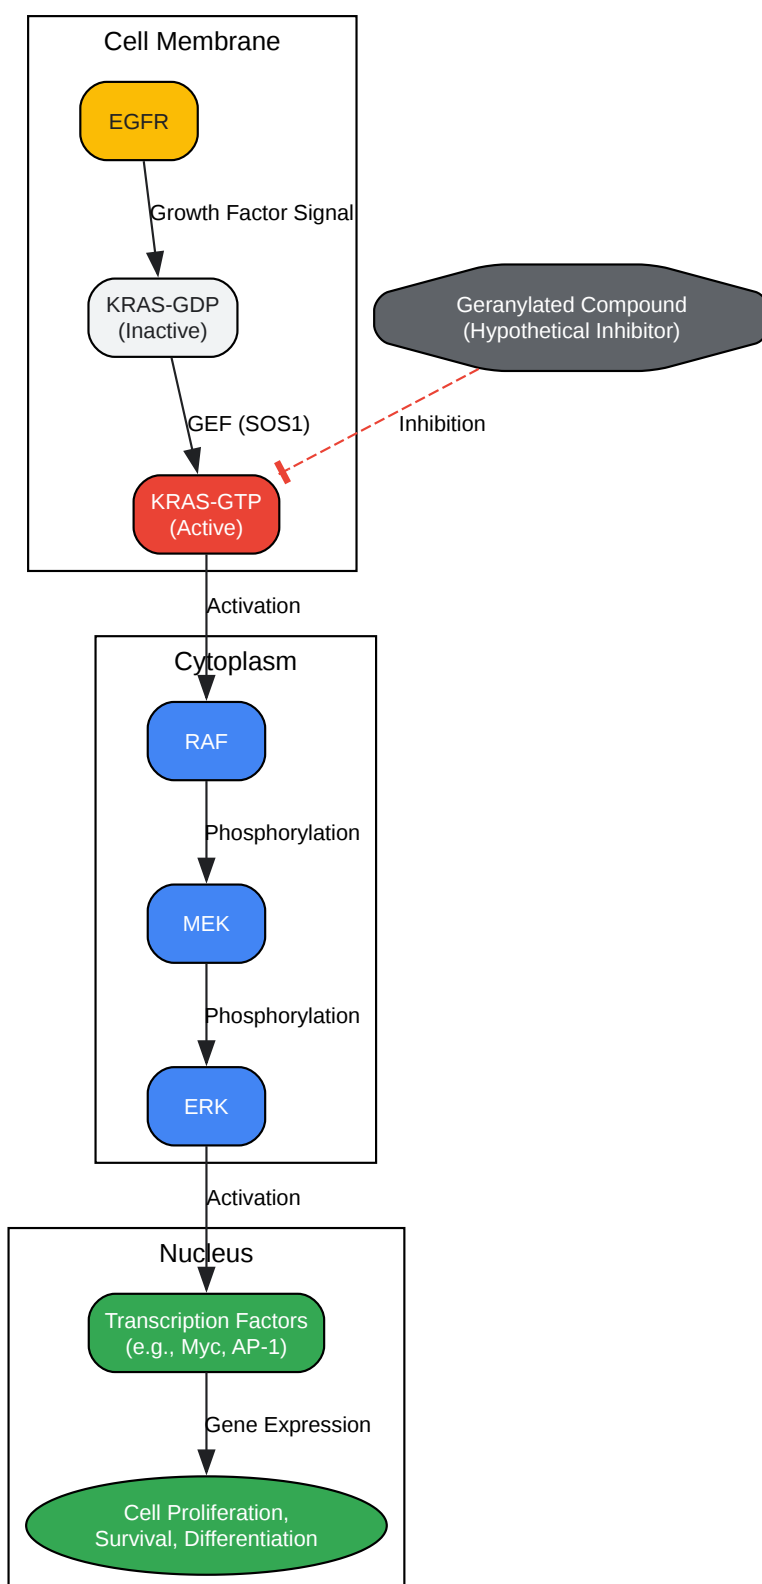 Cell Membrane
EGFR
Growth Factor Signal
KRAS-GDP
(Inactive)
Geranylated Compound
(Hypothetical Inhibitor)
GEF (SOS1)
Inhibition
KRAS-GTP
(Active)
Activation
Cytoplasm
RAF
Phosphorylation
MEK
Phosphorylation
ERK
Activation
Nucleus
Transcription Factors
(e.g., Myc, AP-1)
Gene Expression
Cell Proliferation,
Survival, Differentiation